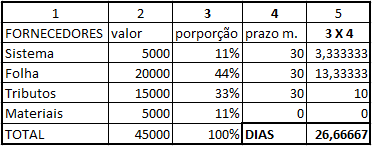 1 2 3 4 5
FORNECEDORES valor porporção prazo m. 3 X 4
Sistema 5000 11% 30 3,333333
Folha 20000 44% 30 13,33333
Tributos 15000 33% 30 10
Materiais 5000 11% 0 0
TOTAL 45000 100% DIAS 26,66667